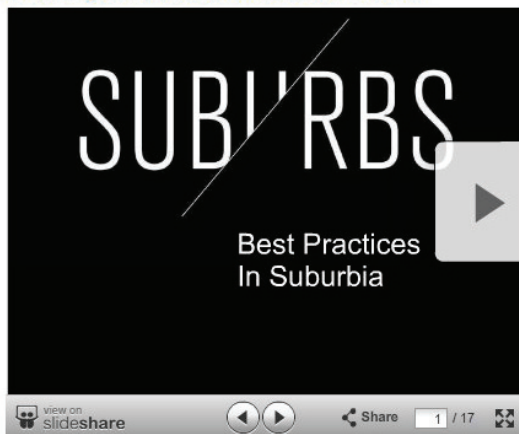 SUBURBS
Best Practices
In Suburbia
view on
slideshare
Share
1 / 17